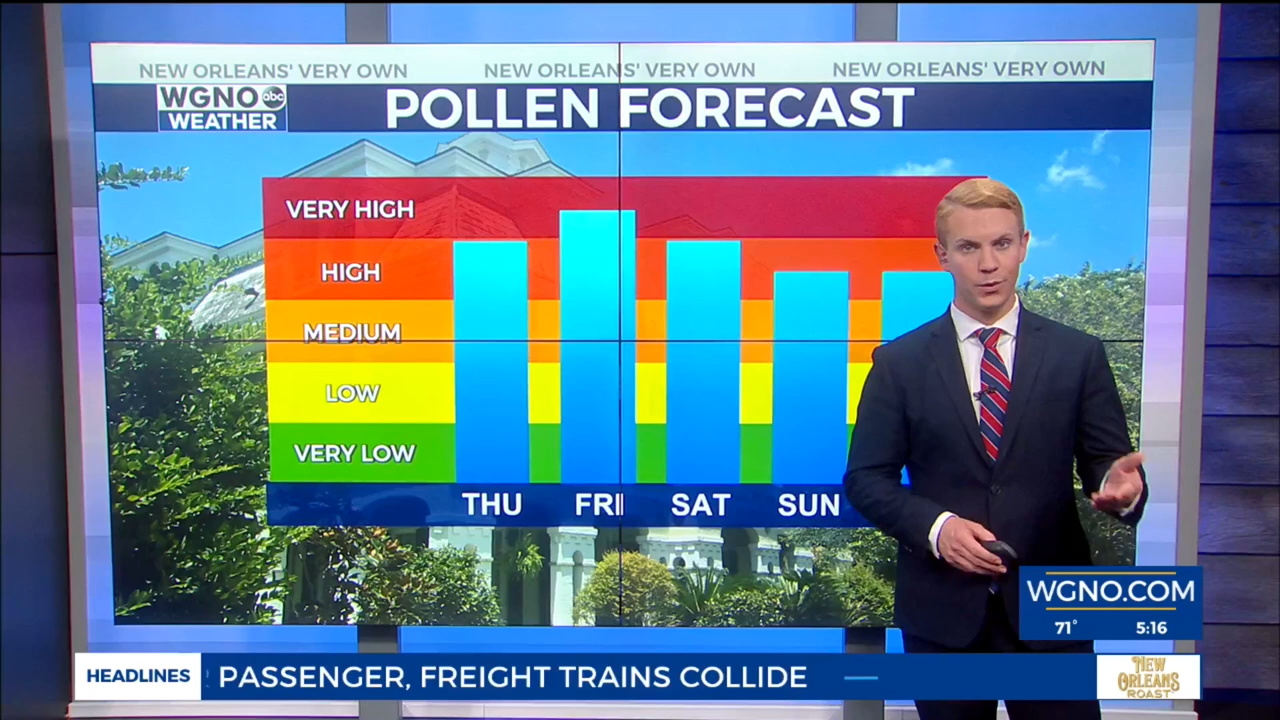 NEW ORLEANS' VERY OWN NEW ORLEANS' VERY OWN NEW ORLEANS' VERY OWN
WGNO abc
WEATHER
POLLEN FORECAST
VERY HIGH
HIGH
MEDIUM
LOW
VERY LOW
THU FRI SAT SUN
WGNO.COM
71° 5:16
HEADLINES PASSENGER, FREIGHT TRAINS COLLIDE
NEW
ORLEANS
ROAST